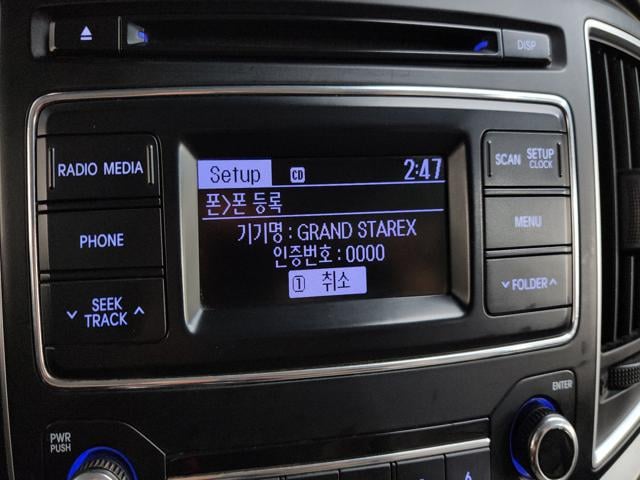 DISP
RADIO MEDIA
PHONE
SEEK
TRACK
Setup CD 2:47
폰>폰 등록
기기명 : GRAND STAREX
인증번호 : 0000
1 취소
SCAN SETUP
CLOCK
MENU
FOLDER
ENTER
PWR
PUSH
6